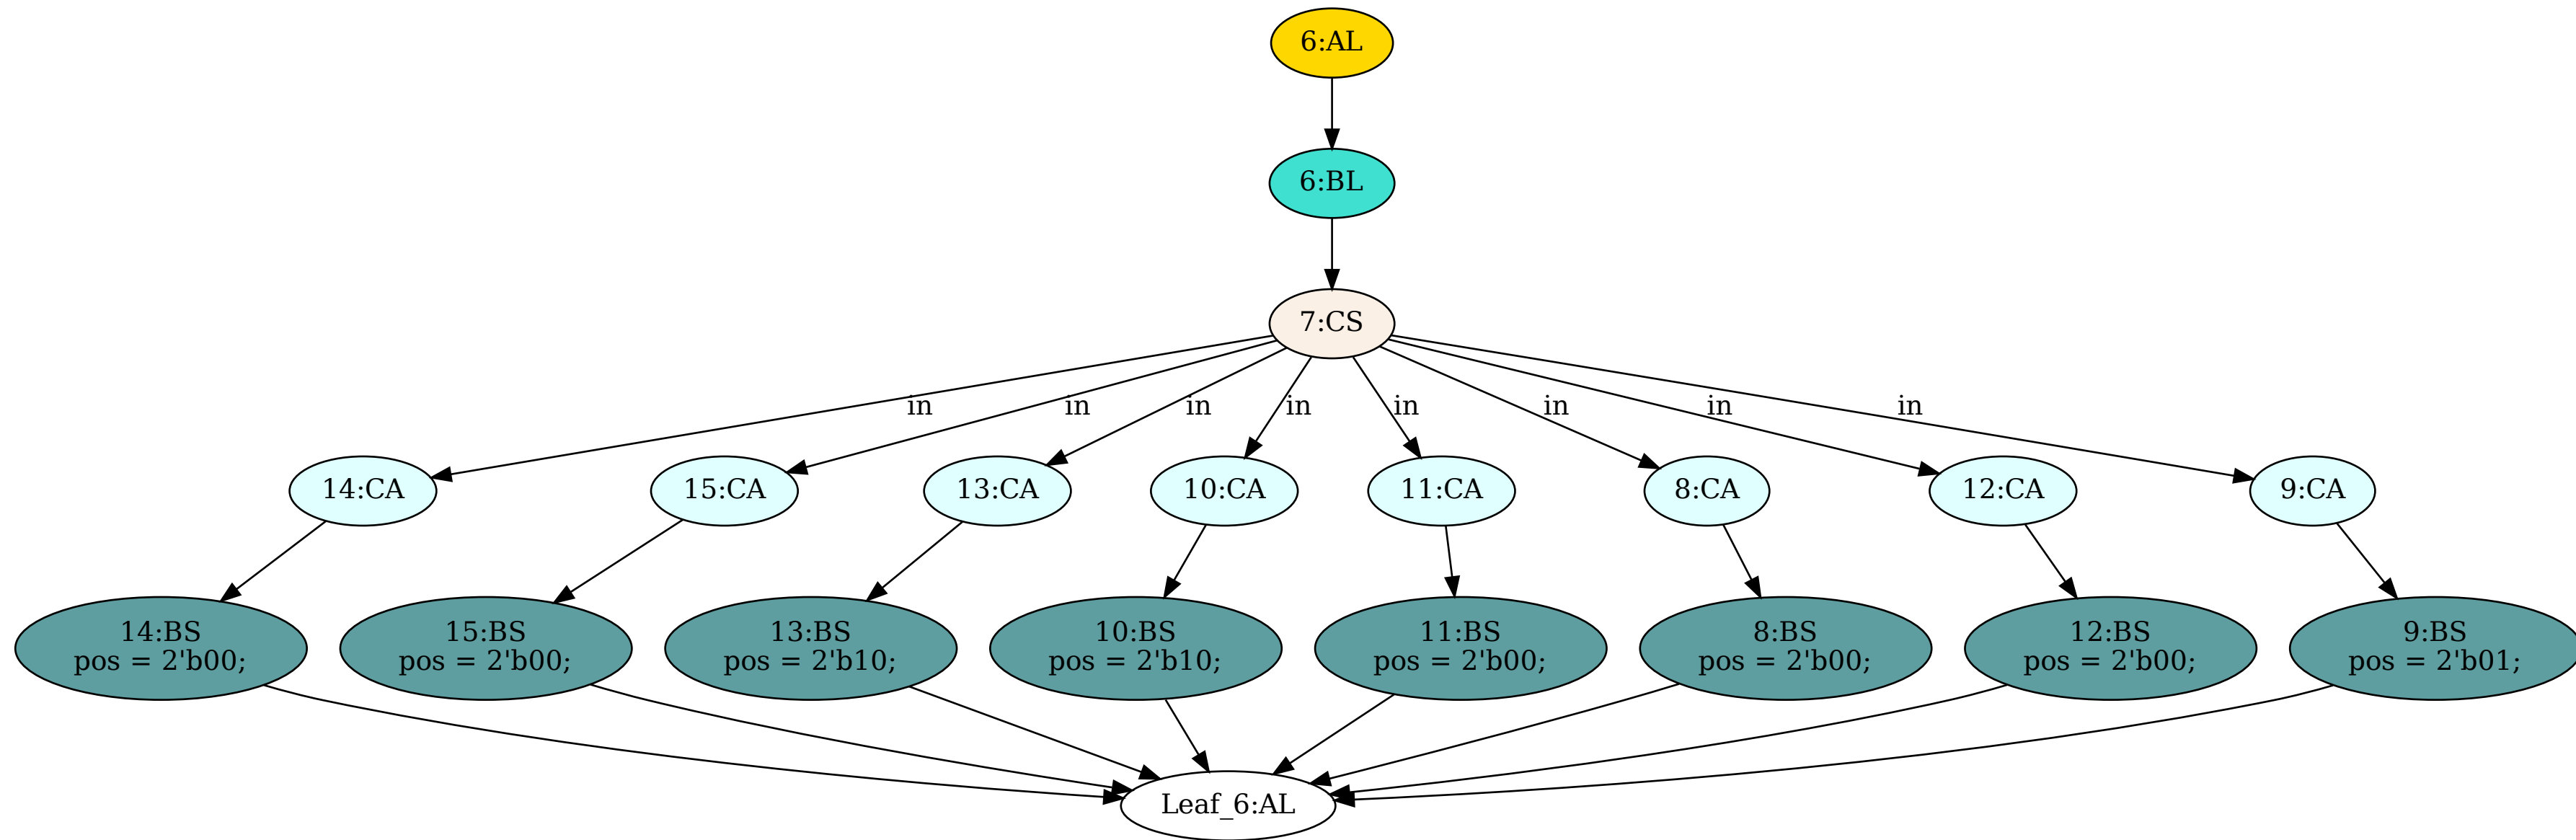 6:AL
6:BL
7:CS
in in in in in in in in
14:CA 15:CA 13:CA 10:CA 11:CA 8:CA 12:CA 9:CA
14:BS
pos = 2'b00;
15:BS
pos = 2'b00;
13:BS
pos = 2'b10;
10:BS
pos = 2'b10;
11:BS
pos = 2'b00;
8:BS
pos = 2'b00;
12:BS
pos = 2'b00;
9:BS
pos = 2'b01;
Leaf_6:AL